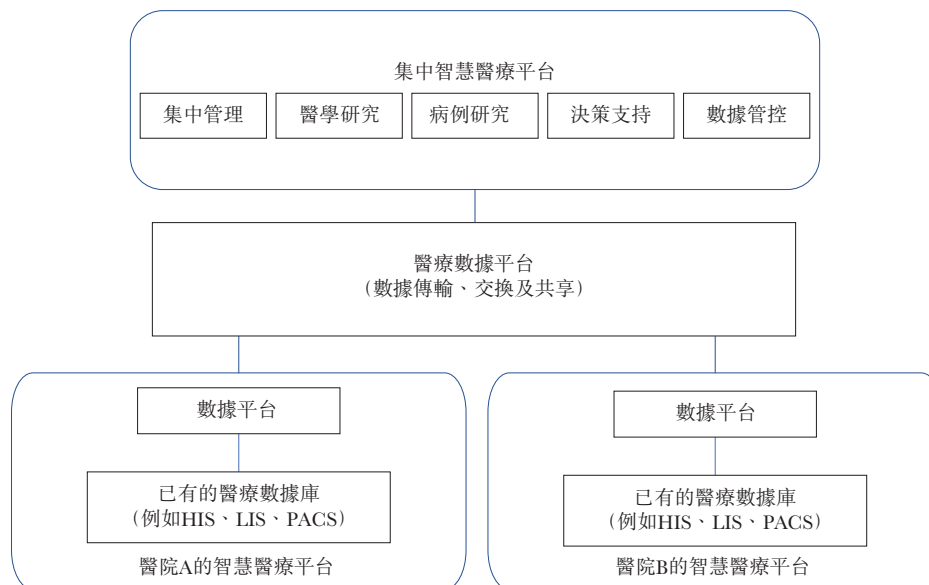 集中智慧醫療平台
集中管理
醫學研究
病例研究
決策支持
數據管控
醫療數據平台
（數據傳輸、交換及共享）
數據平台
已有的醫療數據庫
（例如HIS、LIS、PACS）
醫院A的智慧醫療平台
數據平台
已有的醫療數據庫
（例如HIS、LIS、PACS）
醫院B的智慧醫療平台